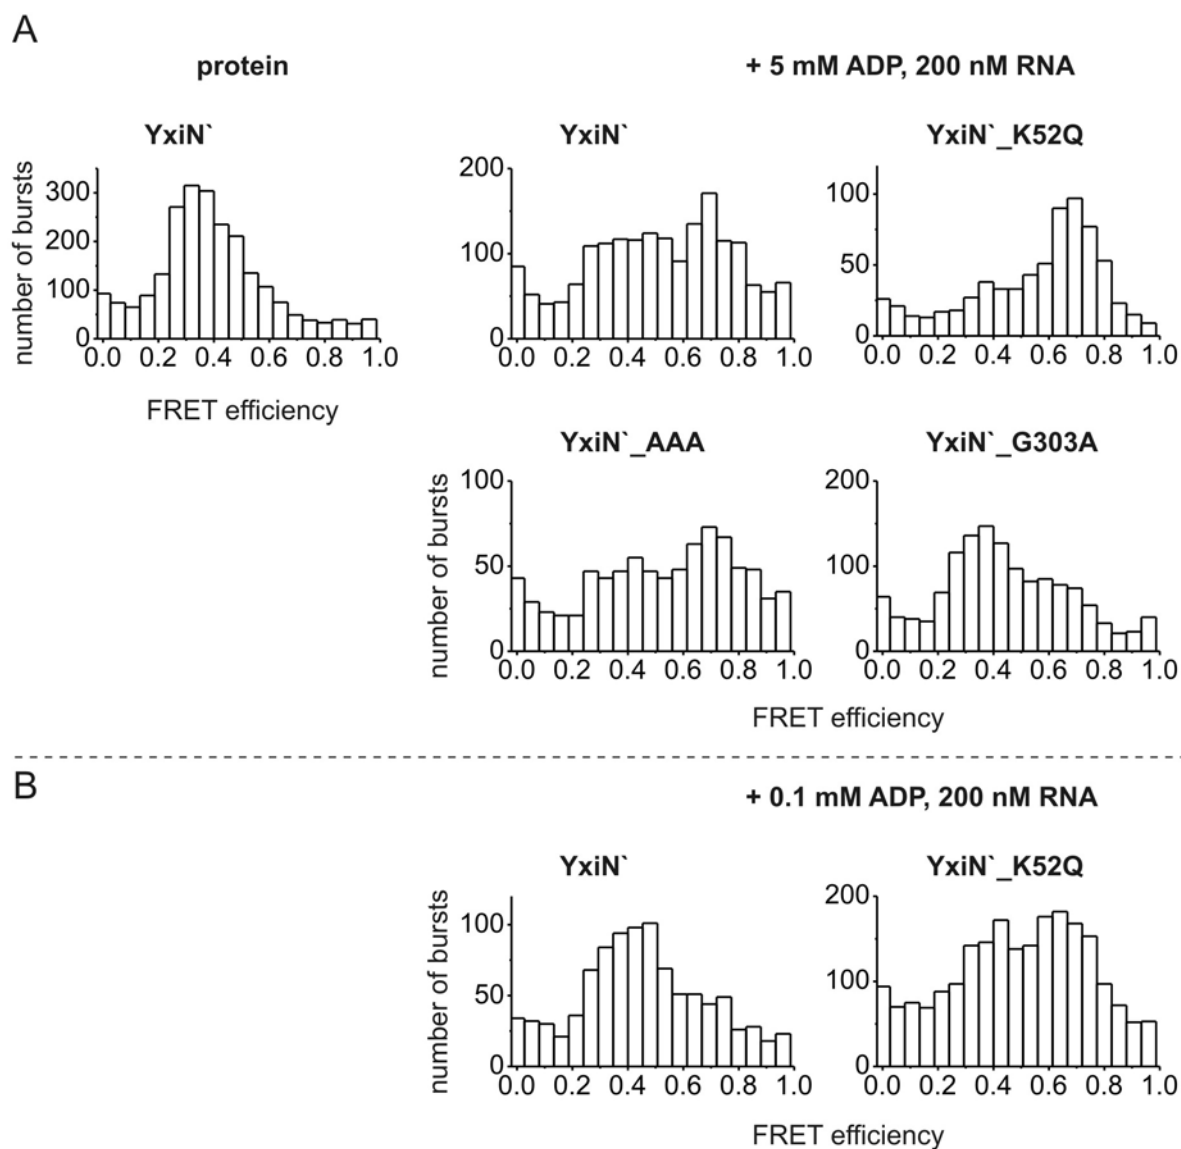 A
protein
+ 5 mM ADP, 200 nM RNA
YxiN`
YxiN`
YxiN`_K52Q
number of bursts
300
200
100
0
0.0 0.2 0.4 0.6 0.8 1.0
FRET efficiency
200
100
0
0.0 0.2 0.4 0.6 0.8 1.0
100
50
0
0.0 0.2 0.4 0.6 0.8 1.0
YxiN`_AAA
YxiN`_G303A
number of bursts
100
50
0
0.0 0.2 0.4 0.6 0.8 1.0
200
100
0
0.0 0.2 0.4 0.6 0.8 1.0
FRET efficiency
B
+ 0.1 mM ADP, 200 nM RNA
YxiN`
YxiN`_K52Q
number of bursts
100
50
0
0.0 0.2 0.4 0.6 0.8 1.0
200
100
0
0.0 0.2 0.4 0.6 0.8 1.0
FRET efficiency